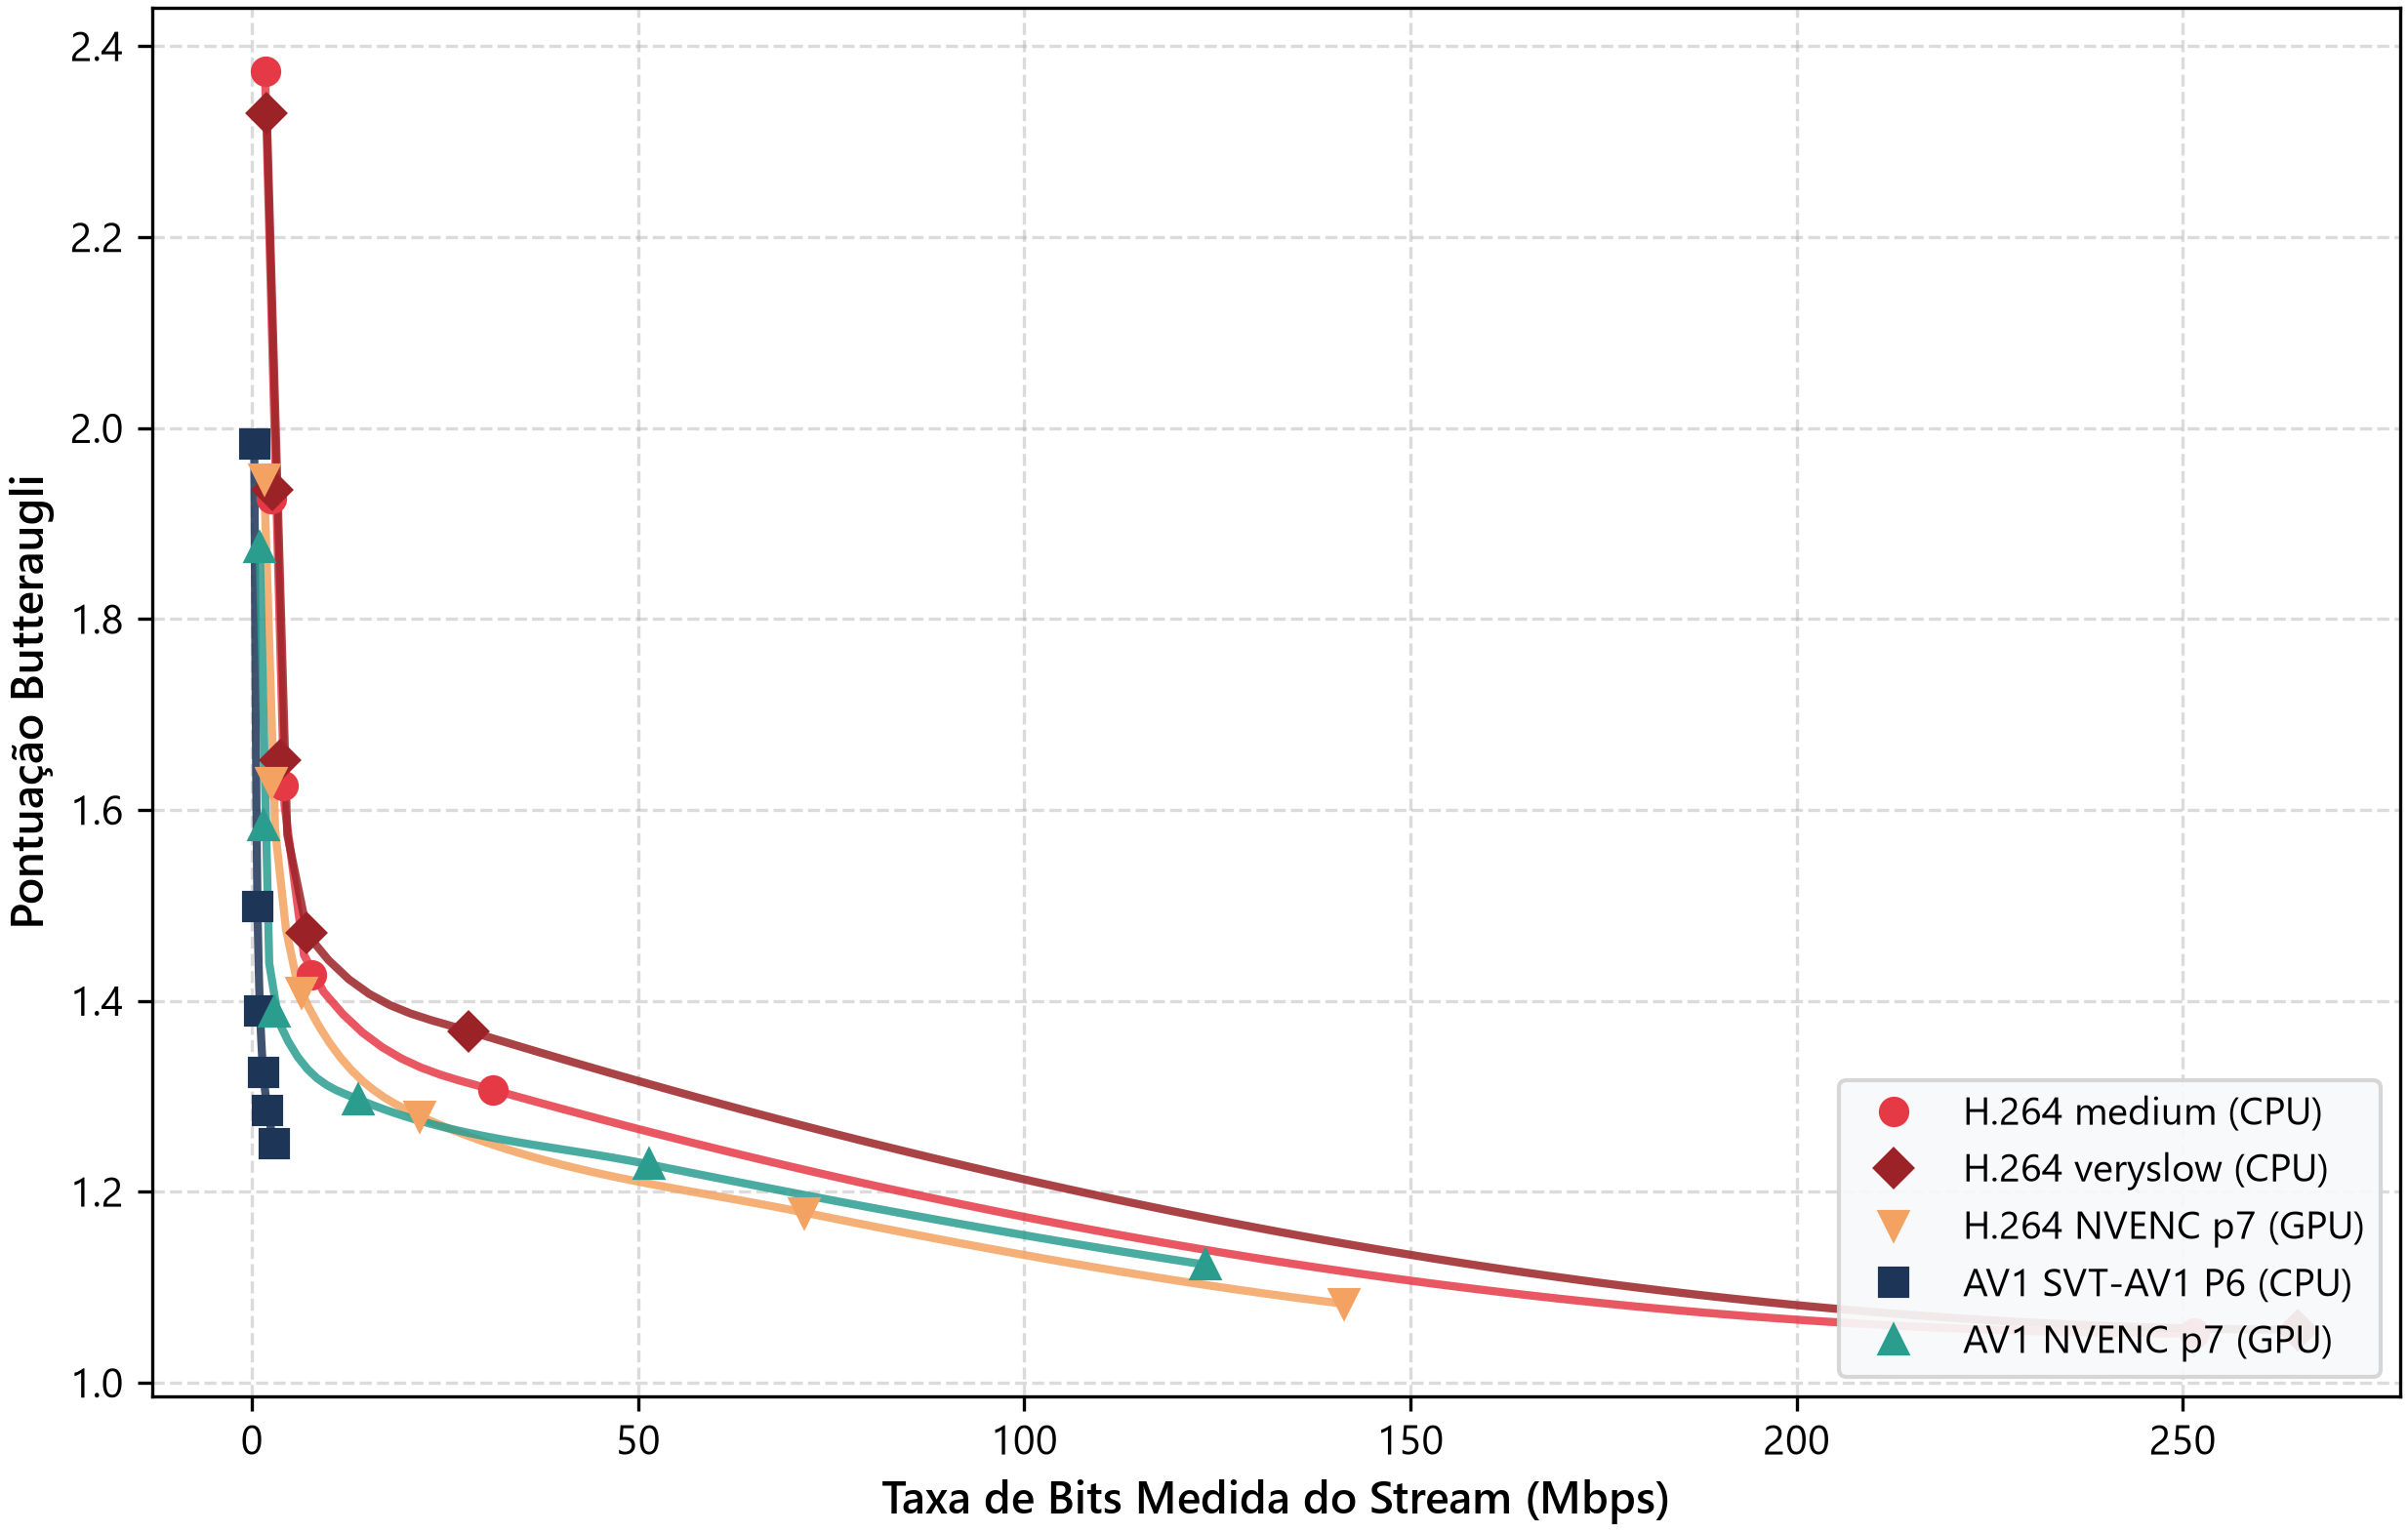 2.4
2.2
2.0
1.8
1.6
1.4
1.2
1.0
Pontuação Butteraugli
0
50
100
150
200
250
Taxa de Bits Medida do Stream (Mbps)
H.264 medium (CPU)
H.264 veryslow (CPU)
H.264 NVENC p7 (GPU)
AV1 SVT-AV1 P6 (CPU)
AV1 NVENC p7 (GPU)